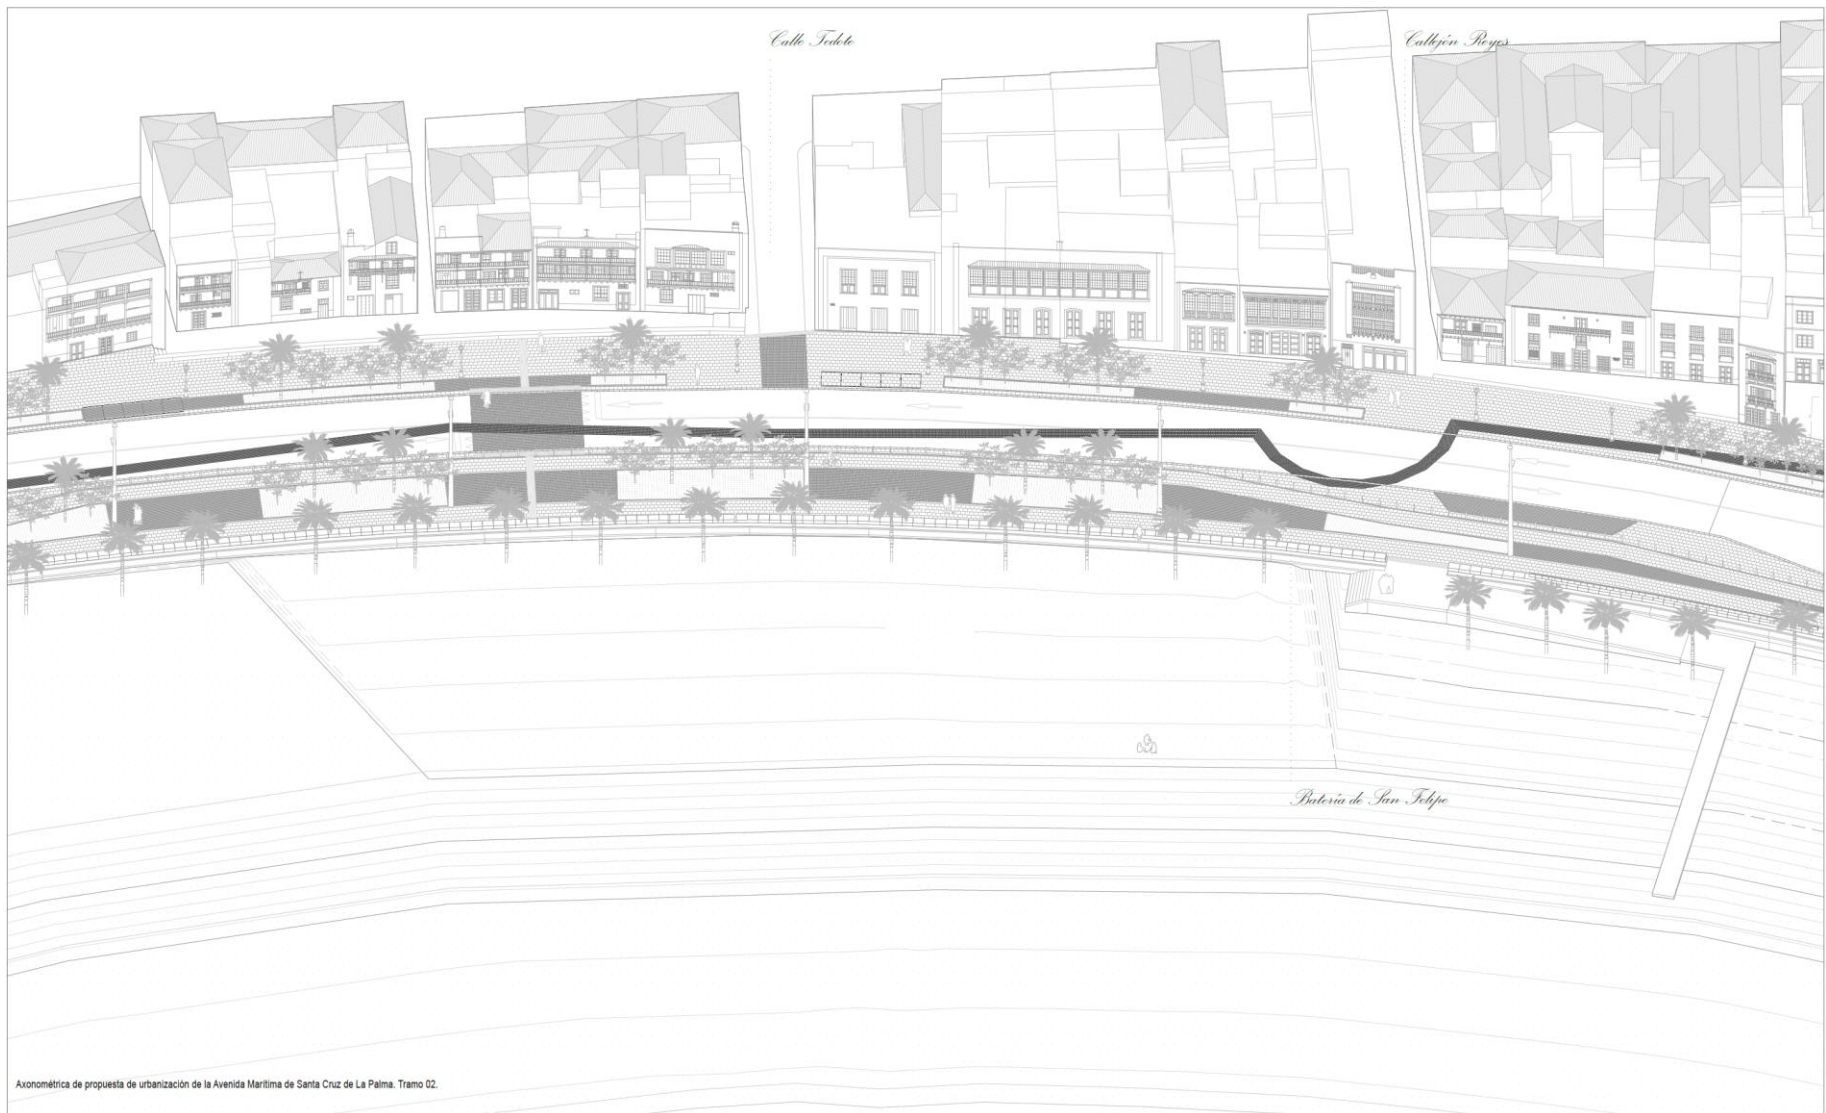 Calle Tedote
Callejón Reyes
Batería de San Felipe
Axonométrica de propuesta de urbanización de la Avenida Marítima de Santa Cruz de La Palma. Tramo 02.